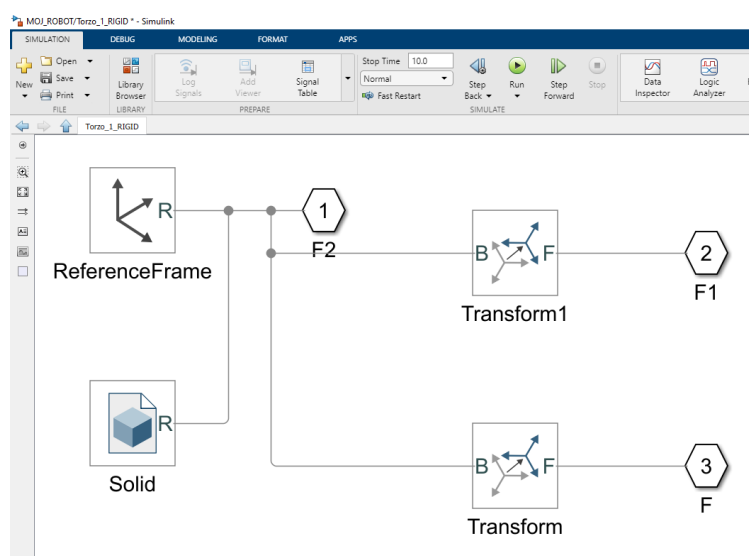 MOJ_ROBOT/Torzo_1_RIGID * - Simulink
SIMULATION DEBUG MODELING FORMAT APPS
New
Open
Save
Print
FILE
Library
Browser
LIBRARY
Log
Signals
Add
Viewer
Signal
Table
PREPARE
Stop Time 10.0
Normal
Fast Restart
Step
Back
Run
Step
Forward
Stop
SIMULATE
Data
Inspector
Logic
Analyzer
Torzo_1_RIGID
R
ReferenceFrame
1
F2
B F
Transform1
2
F1
R
Solid
B F
Transform
3
F